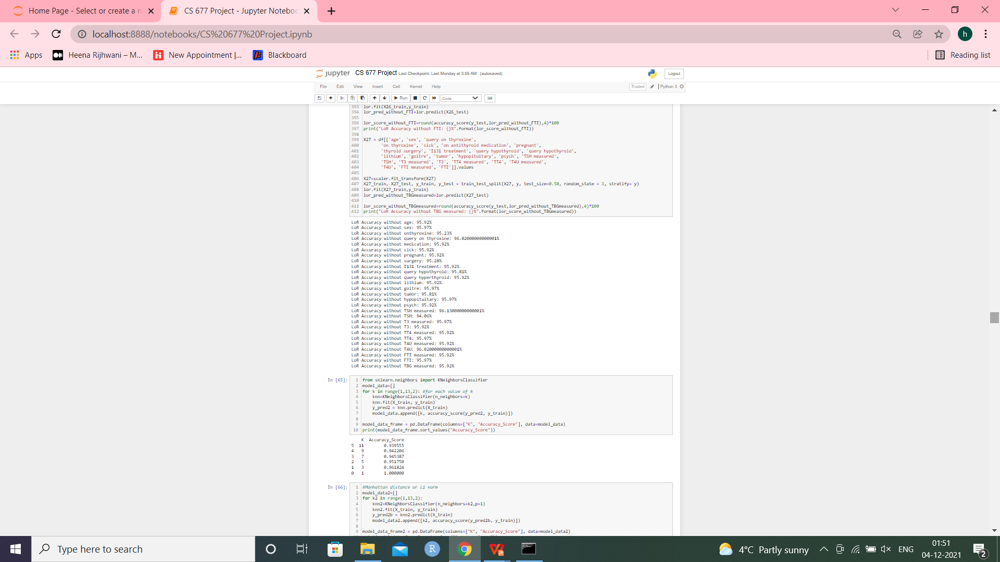 Home Page - Select or create a n
CS 677 Project - Jupyter Noteboo
localhost:8888/notebooks/CS%20677%20Project.ipynb
h
Apps
Heena Rijhwani – M...
New Appointment |...
Blackboard
Reading list
jupyter CS 677 Project Last Checkpoint: Last Monday at 3:55 AM (autosaved)
Logout
File Edit View Insert Cell Kernel Help
Trusted Python 3
Run Code
393 lor.fit(X26_train,y_train)
394 lor_pred_without_FTI=lor.predict(X26_test)
395
396 lor_score_without_FTI=round(accuracy_score(y_test,lor_pred_without_FTI),4)*100
397 print("LoR Accuracy without FTI: {}%".format(lor_score_without_FTI))
398
399 X27 = df[['age', 'sex', 'query on thyroxine',
400 'on thyroxine', 'sick', 'on antithyroid medication', 'pregnant',
401 'thyroid surgery', 'I131 treatment', 'query hypothyroid', 'query hypothyroid',
402 'lithium', 'goitre', 'tumor', 'hypopituitary', 'psych', 'TSH measured',
403 'TSH', 'T3 measured', 'T3', 'TT4 measured', 'TT4', 'T4U measured',
404 'T4U', 'FTI measured', 'FTI']].values
405
406 X27=scaler.fit_transform(X27)
407 X27_train, X27_test, y_train, y_test = train_test_split(X27, y, test_size=0.50, random_state = 3, stratify= y)
408 lor.fit(X27_train,y_train)
409 lor_pred_without_TBGmeasured=lor.predict(X27_test)
410
411 lor_score_without_TBGmeasured=round(accuracy_score(y_test,lor_pred_without_TBGmeasured),4)*100
412 print("LoR Accuracy without TBG measured: {}%".format(lor_score_without_TBGmeasured))
LoR Accuracy without age: 95.92%
LoR Accuracy without sex: 95.97%
LoR Accuracy without onthyroxine: 95.23%
LoR Accuracy without query on thyroxine: 96.02000000000001%
LoR Accuracy without medication: 95.92%
LoR Accuracy without sick: 95.92%
LoR Accuracy without pregnant: 95.92%
LoR Accuracy without surgery: 95.28%
LoR Accuracy without I131 treatment: 95.92%
LoR Accuracy without query hypothyroid: 95.81%
LoR Accuracy without query hyperthyroid: 95.92%
LoR Accuracy without lithium: 95.92%
LoR Accuracy without goitre: 95.97%
LoR Accuracy without tumor: 95.81%
LoR Accuracy without hypopituitary: 95.97%
LoR Accuracy without psych: 95.92%
LoR Accuracy without TSH measured: 96.13000000000001%
LoR Accuracy without TSH: 94.06%
LoR Accuracy without T3 measured: 95.97%
LoR Accuracy without T3: 95.92%
LoR Accuracy without TT4 measured: 95.92%
LoR Accuracy without TT4: 95.97%
LoR Accuracy without T4U measured: 95.92%
LoR Accuracy without T4U: 96.02000000000001%
LoR Accuracy without FTI measured: 95.92%
LoR Accuracy without FTI: 95.97%
LoR Accuracy without TBG measured: 95.92%
In [65]:
1 from sklearn.neighbors import KNeighborsClassifier
2 model_data=[]
3 for k in range(1,13,2): #for each value of k
4 knn=KNeighborsClassifier(n_neighbors=k)
5 knn.fit(X_train, y_train)
6 y_pred2 = knn.predict(X_train)
7 model_data.append([k, accuracy_score(y_pred2, y_train)])
8
9 model_data_frame = pd.DataFrame(columns=["K", "Accuracy_Score"], data=model_data)
10 print(model_data_frame.sort_values("Accuracy_Score"))
K Accuracy_Score
5 11 0.939555
4 9 0.942206
3 7 0.945387
2 5 0.951750
1 3 0.961824
0 1 1.000000
In [66]:
1 #Manhattan distance or L1 norm
2 model_data2=[]
3 for k2 in range(1,13,2):
4 knn2=KNeighborsClassifier(n_neighbors=k2,p=1)
5 knn2.fit(X_train, y_train)
6 y_pred2b = knn2.predict(X_train)
7 model_data2.append([k2, accuracy_score(y_pred2b, y_train)])
8
9 model_data_frame2 = pd.DataFrame(columns=["K", "Accuracy_Score"], data=model_data2)
Type here to search
R
4°C Partly sunny
ENG
01:51
04-12-2021
2